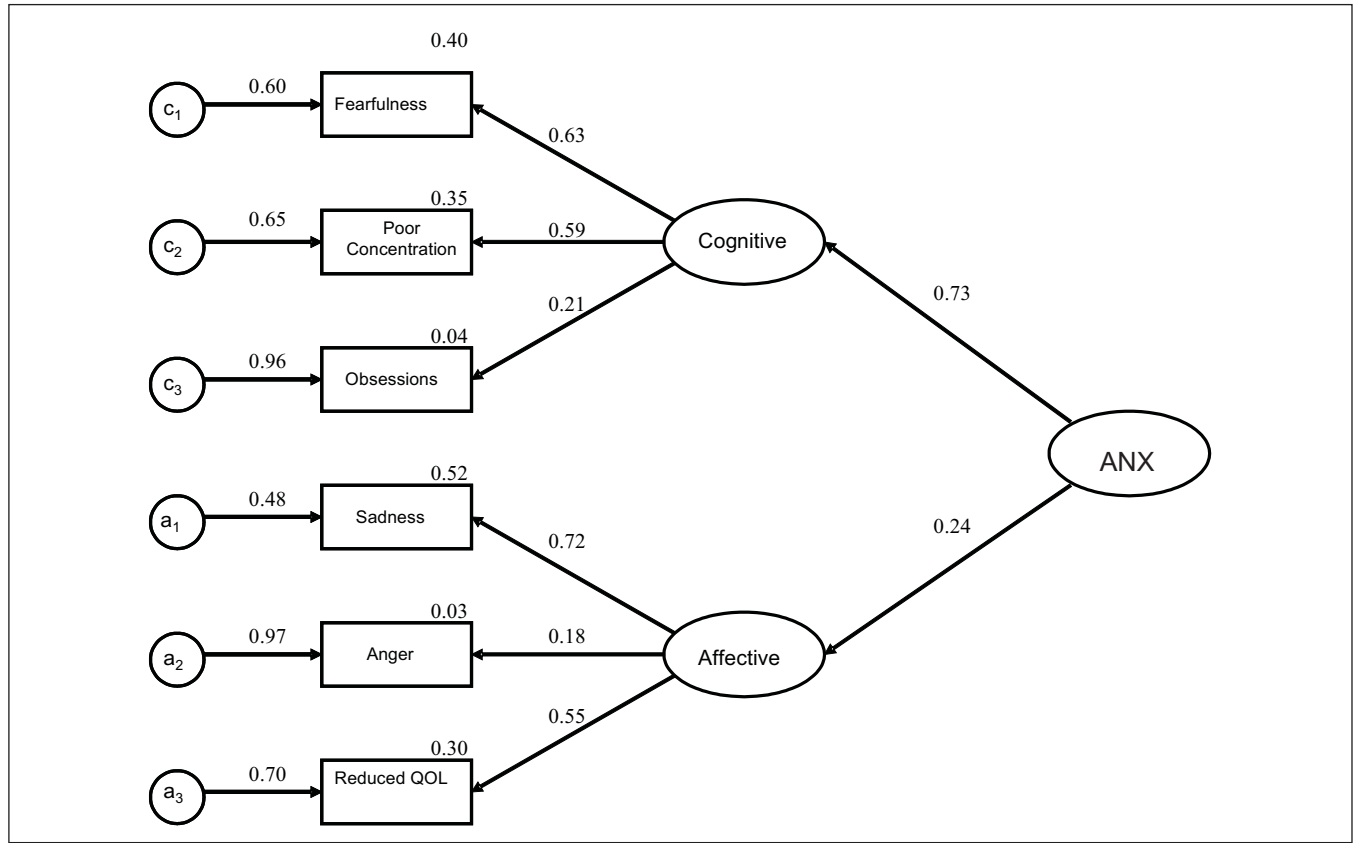 0.40
c1
0.60
Fearfulness
0.63
0.35
c2
0.65
Poor
Concentration
0.59
Cognitive
0.21
0.73
0.04
c3
0.96
Obsessions
ANX
0.52
a1
0.48
Sadness
0.72
0.24
0.03
a2
0.97
Anger
0.18
Affective
0.55
0.30
a3
0.70
Reduced QOL